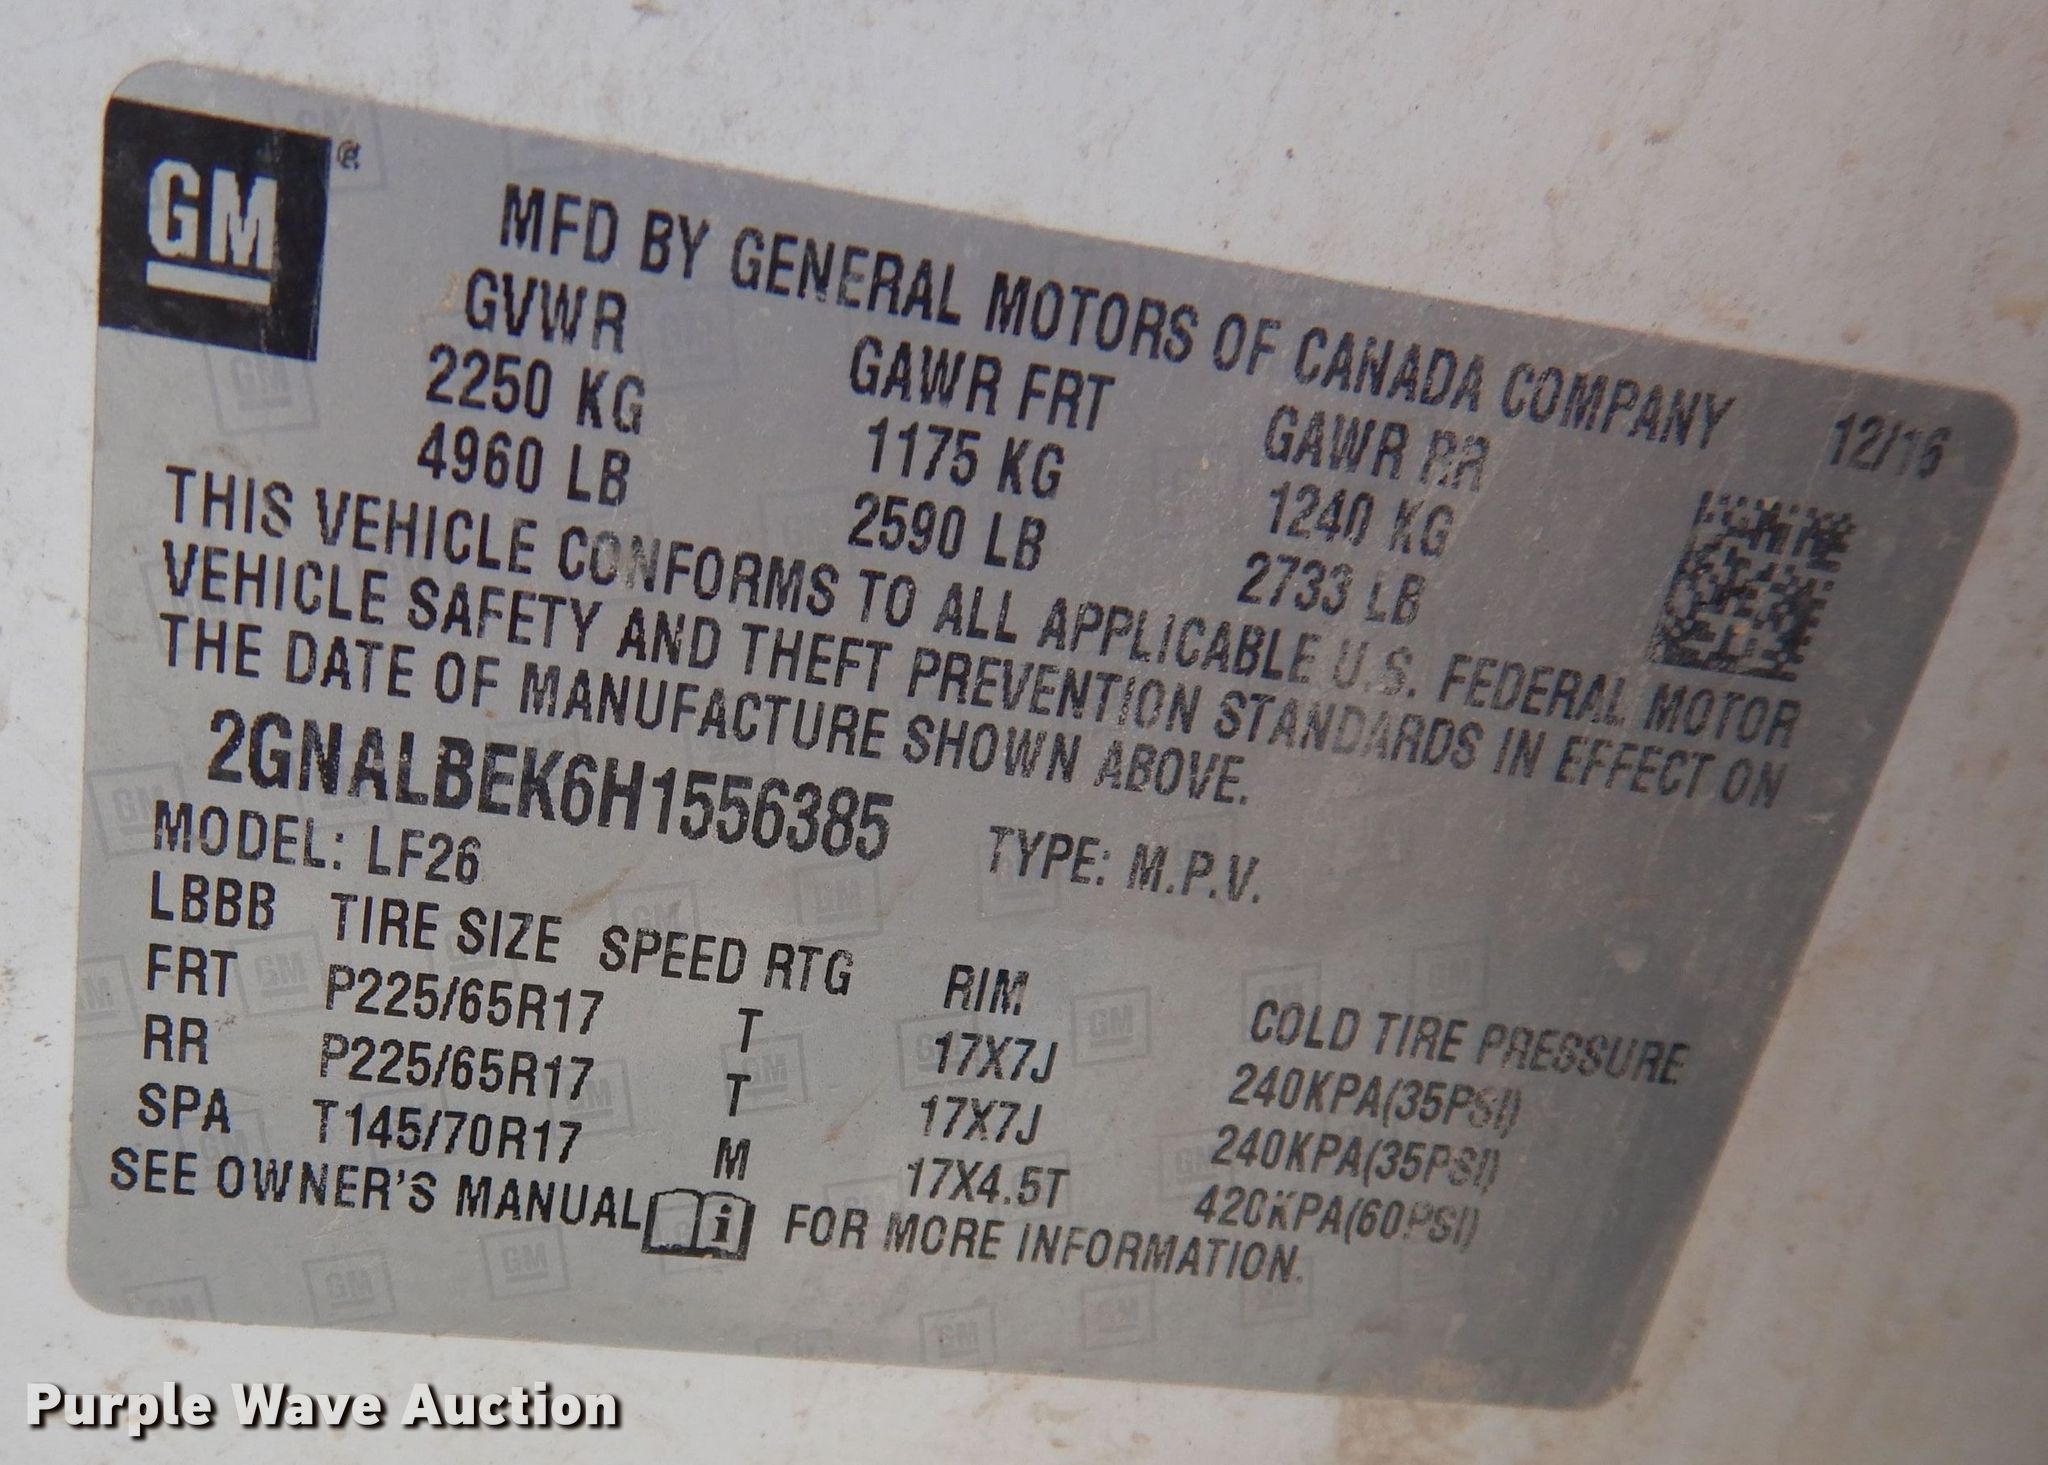 GM ®
MFD BY GENERAL MOTORS OF CANADA COMPANY 12/16
GVWR GAWR FRT GAWR RR
2250 KG 1175 KG 1240 KG
4960 LB 2590 LB 2733 LB
THIS VEHICLE CONFORMS TO ALL APPLICABLE U.S. FEDERAL MOTOR
VEHICLE SAFETY AND THEFT PREVENTION STANDARDS IN EFFECT ON
THE DATE OF MANUFACTURE SHOWN ABOVE.
2GNALBEK6H1556385 TYPE: M.P.V.
MODEL: LF26
LBBB TIRE SIZE SPEED RTG RIM COLD TIRE PRESSURE
FRT P225/65R17 T 17X7J 240KPA(35PSI)
RR P225/65R17 T 17X7J 240KPA(35PSI)
SPA T145/70R17 M 17X4.5T 420KPA(60PSI)
SEE OWNER'S MANUAL i FOR MORE INFORMATION.
Purple Wave Auction